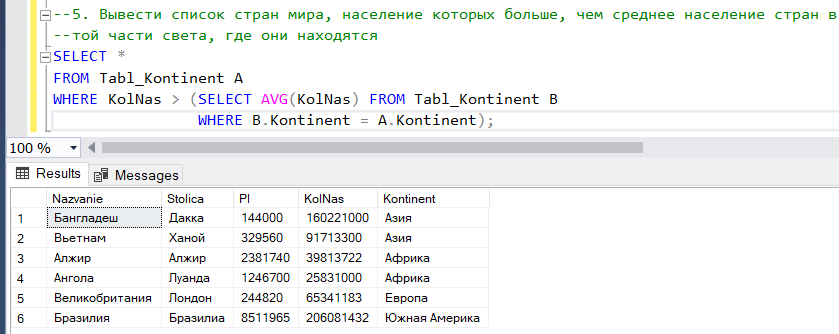 --5. Вывести список стран мира, население которых больше, чем среднее население стран в
--той части света, где они находятся
SELECT *
FROM Tabl_Kontinent A
WHERE KolNas > (SELECT AVG(KolNas) FROM Tabl_Kontinent B
WHERE B.Kontinent = A.Kontinent);
100 %
Results Messages
Nazvanie Stolica Pl KolNas Kontinent
1 Бангладеш Дакка 144000 160221000 Азия
2 Вьетнам Ханой 329560 91713300 Азия
3 Алжир Алжир 2381740 39813722 Африка
4 Ангола Луанда 1246700 25831000 Африка
5 Великобритания Лондон 244820 65341183 Европа
6 Бразилия Бразилиа 8511965 206081432 Южная Америка